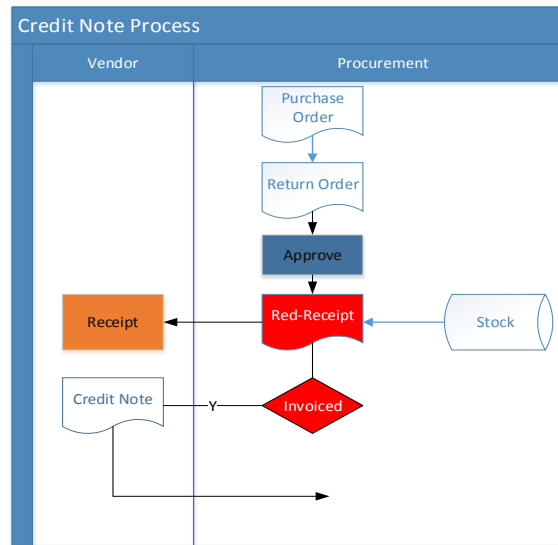 Credit Note Process
Vendor
Procurement
Purchase
Order
Return Order
Approve
Receipt
Red-Receipt
Stock
Credit Note
Y
Invoiced